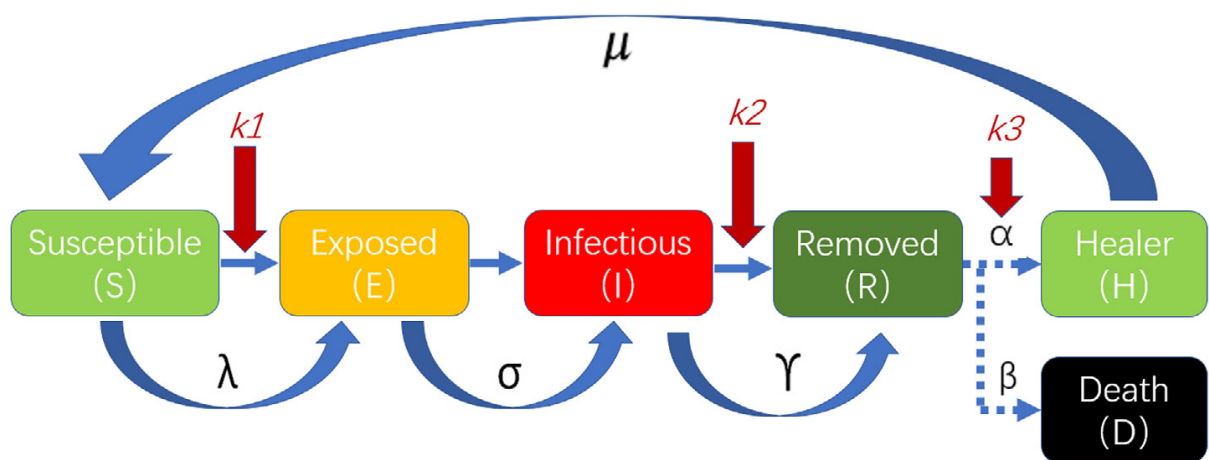 μ
k1
k2
k3
Susceptible
(S)
Exposed
(E)
Infectious
(I)
Removed
(R)
α
Healer
(H)
λ
σ
γ
β
Death
(D)